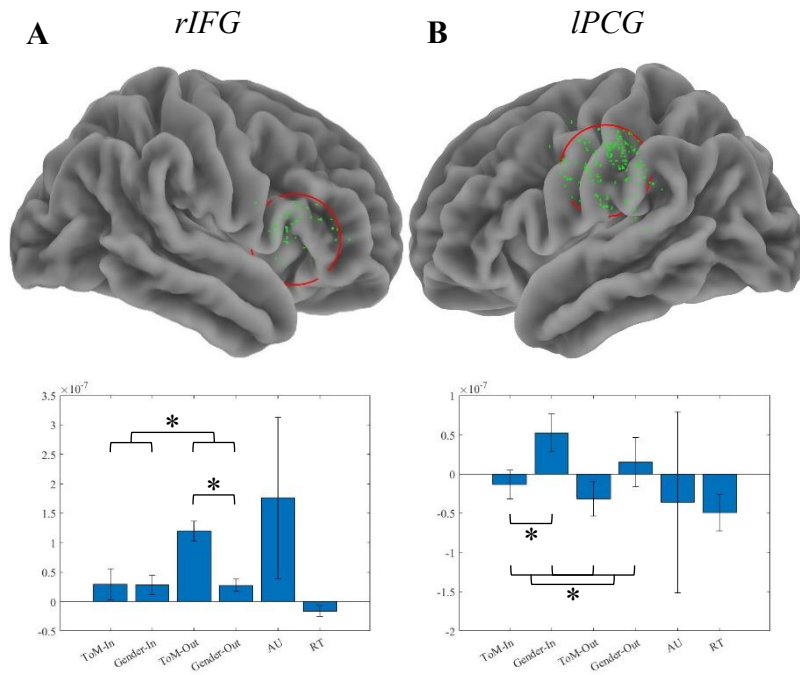 A
rIFG
B
lPCG
×10⁻⁷
3.5
3
2.5
2
1.5
1
0.5
0
-0.5
*
*
ToM-In
Gender-In
ToM-Out
Gender-Out
AU
RT
×10⁻⁷
1
0.5
0
-0.5
-1
-1.5
-2
*
*
ToM-In
Gender-In
ToM-Out
Gender-Out
AU
RT